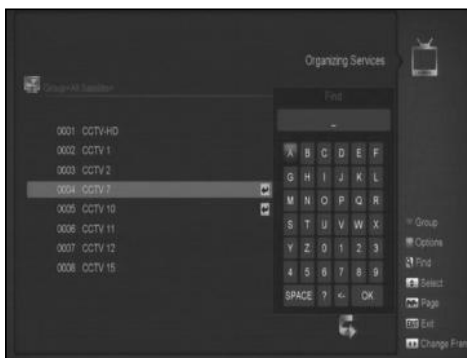 Organizing Services
Group<All Satellite>
Find
0001 CCTV-HD
0002 CCTV 1
0003 CCTV 2
0004 CCTV 7
0005 CCTV 10
0006 CCTV 11
0007 CCTV 12
0008 CCTV 15
A B C D E F
G H I J K L
M N O P Q R
S T U V W X
Y Z 0 1 2 3
4 5 6 7 8 9
SPACE ? <- OK
Group
Options
Find
Select
Page
Exit
Change Fram